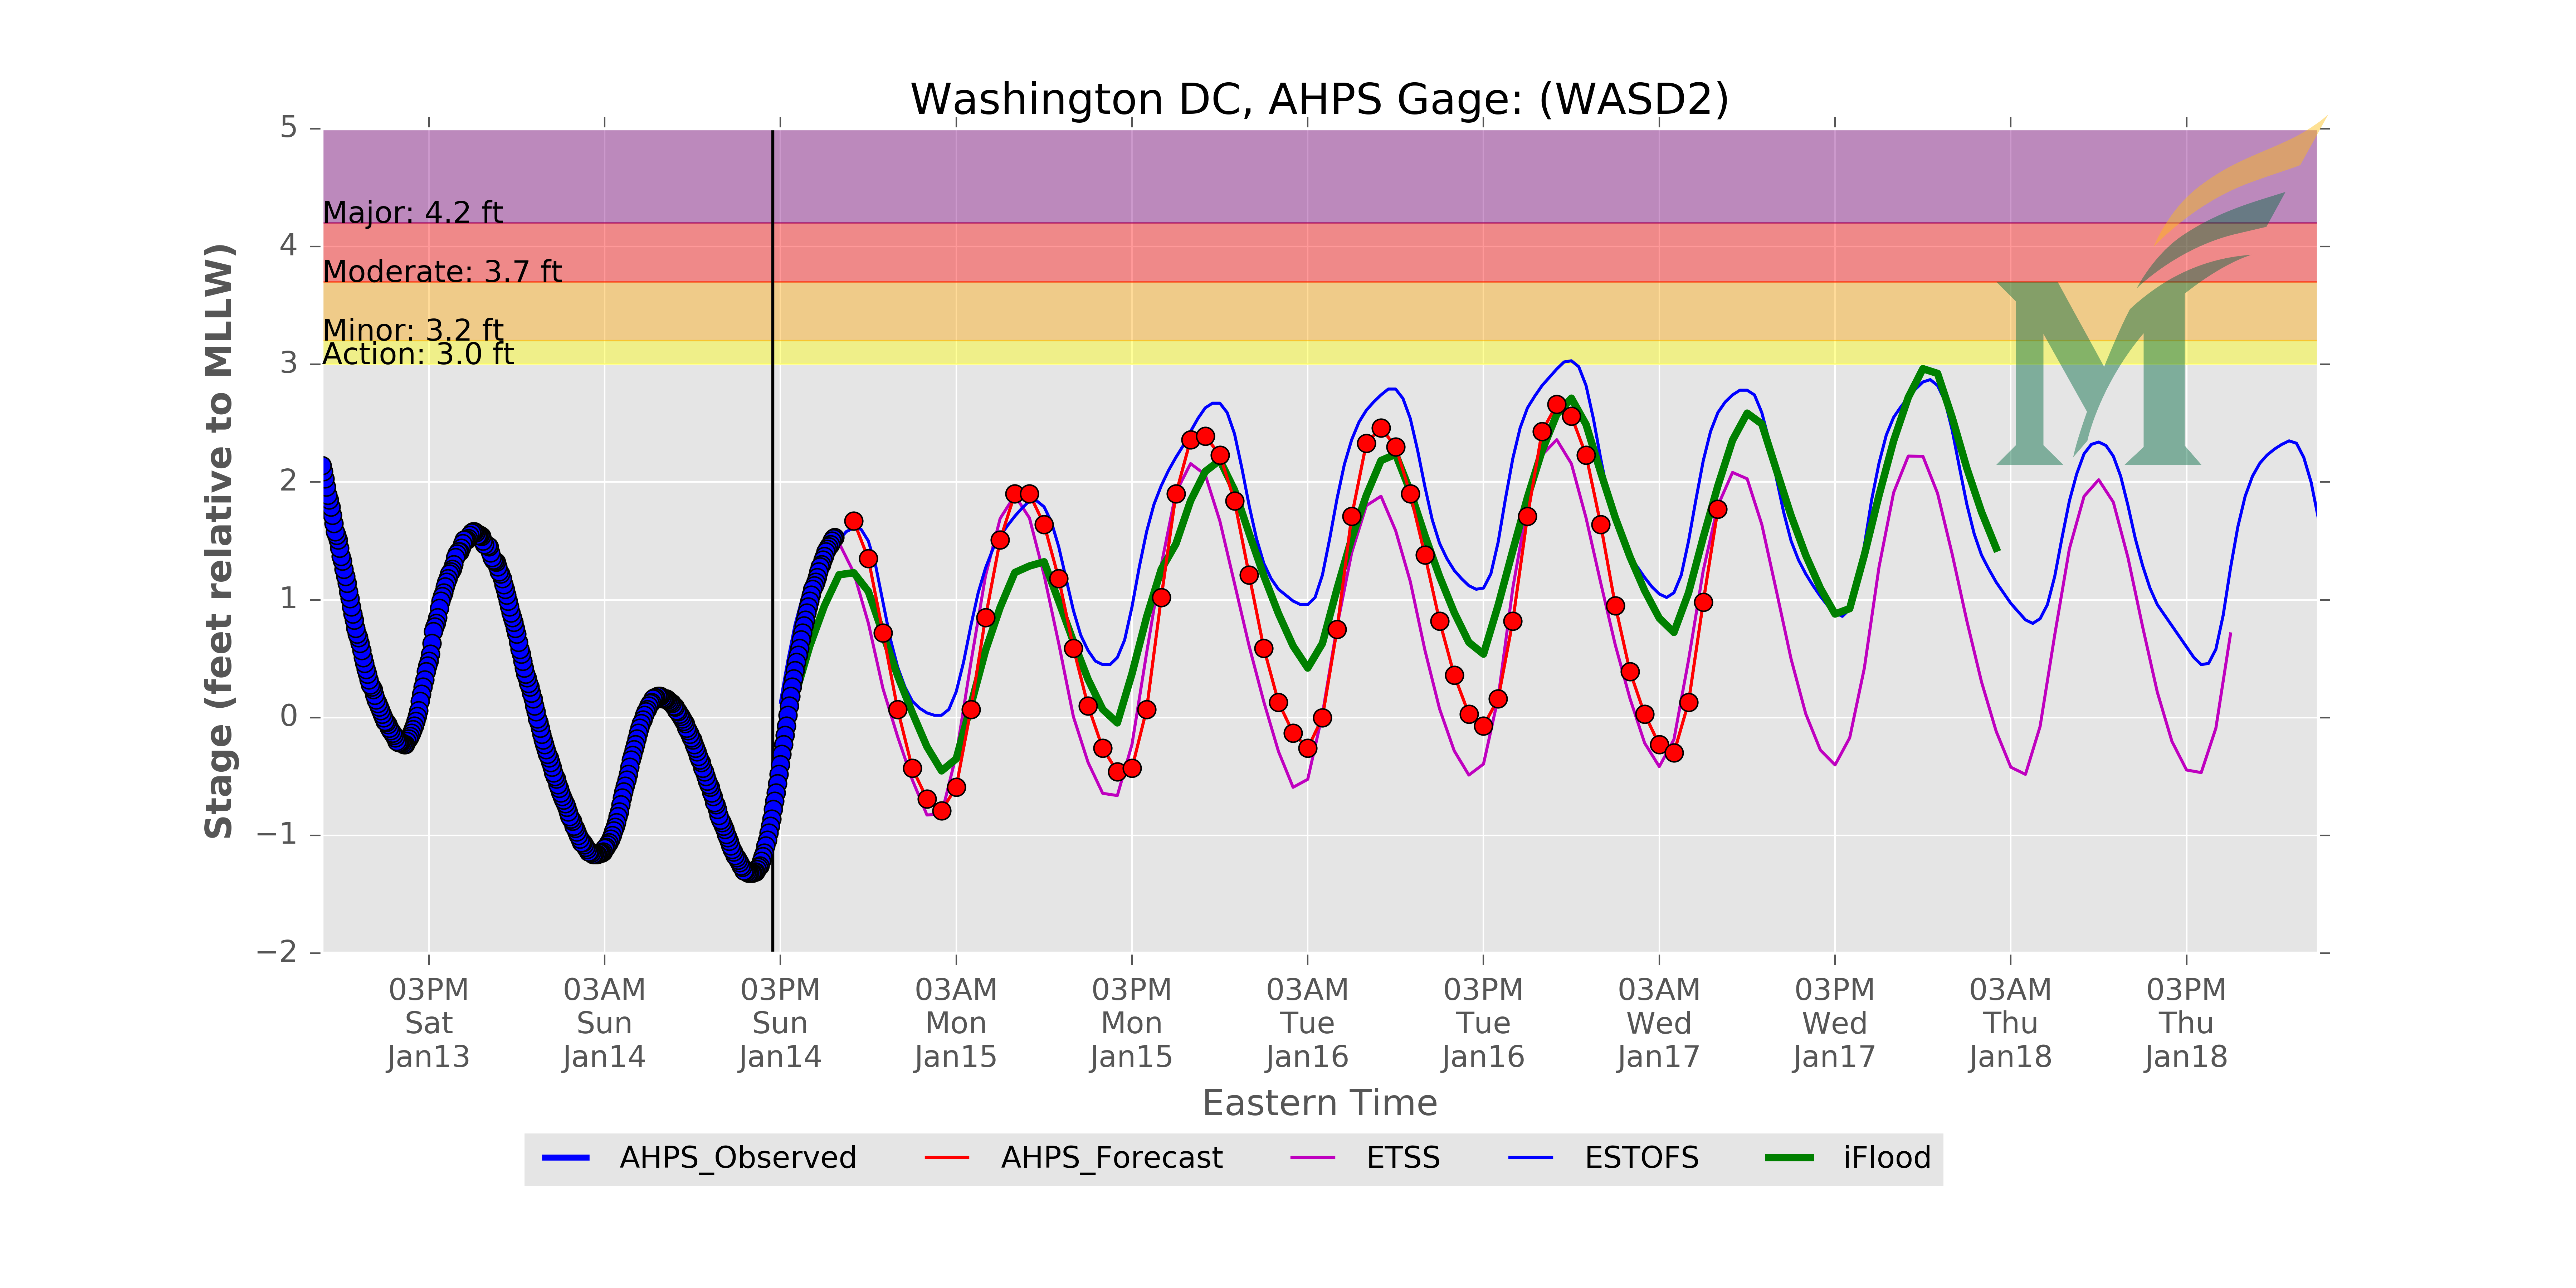 Washington DC, AHPS Gage: (WASD2)
Stage (feet relative to MLLW)
5
4
3
2
1
0
−1
−2
Major: 4.2 ft
Moderate: 3.7 ft
Minor: 3.2 ft
Action: 3.0 ft
03PM 03AM 03PM 03AM 03PM 03AM 03PM 03AM 03PM 03AM 03PM
Sat Sun Sun Mon Mon Tue Tue Wed Wed Thu Thu
Jan13 Jan14 Jan14 Jan15 Jan15 Jan16 Jan16 Jan17 Jan17 Jan18 Jan18
Eastern Time
AHPS_Observed AHPS_Forecast ETSS ESTOFS iFlood
M